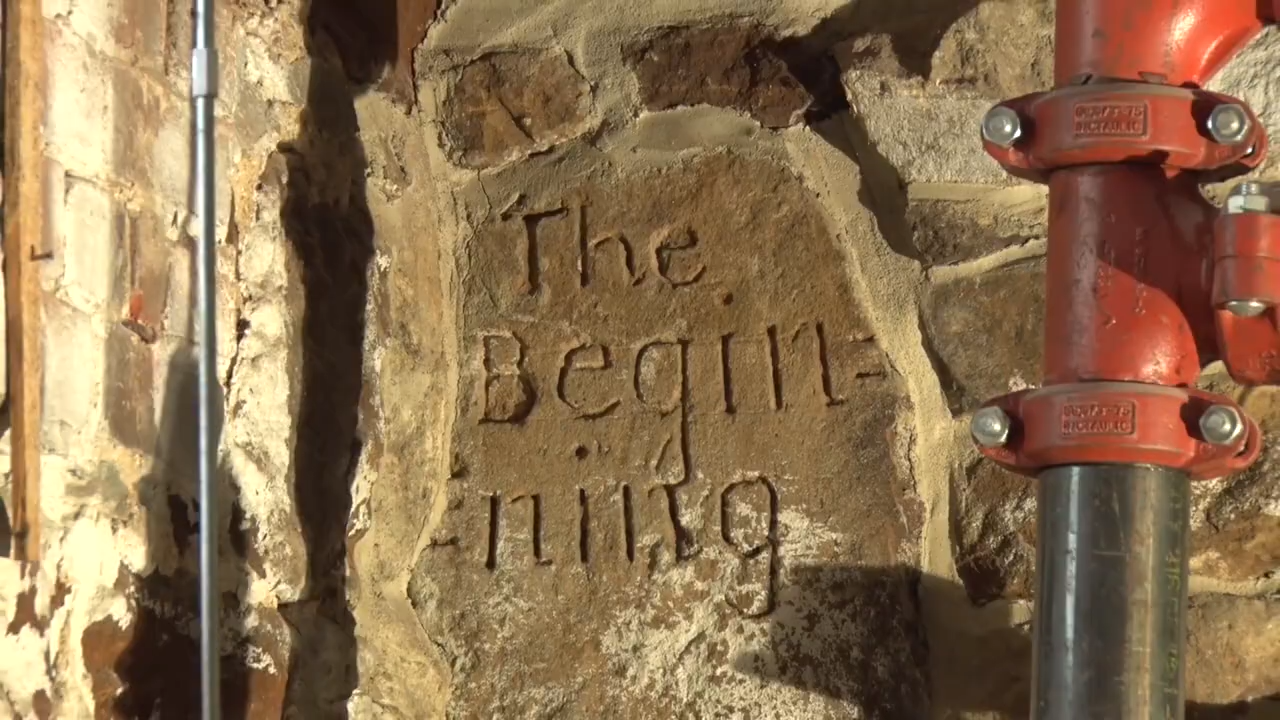 The
Begin=
=ning